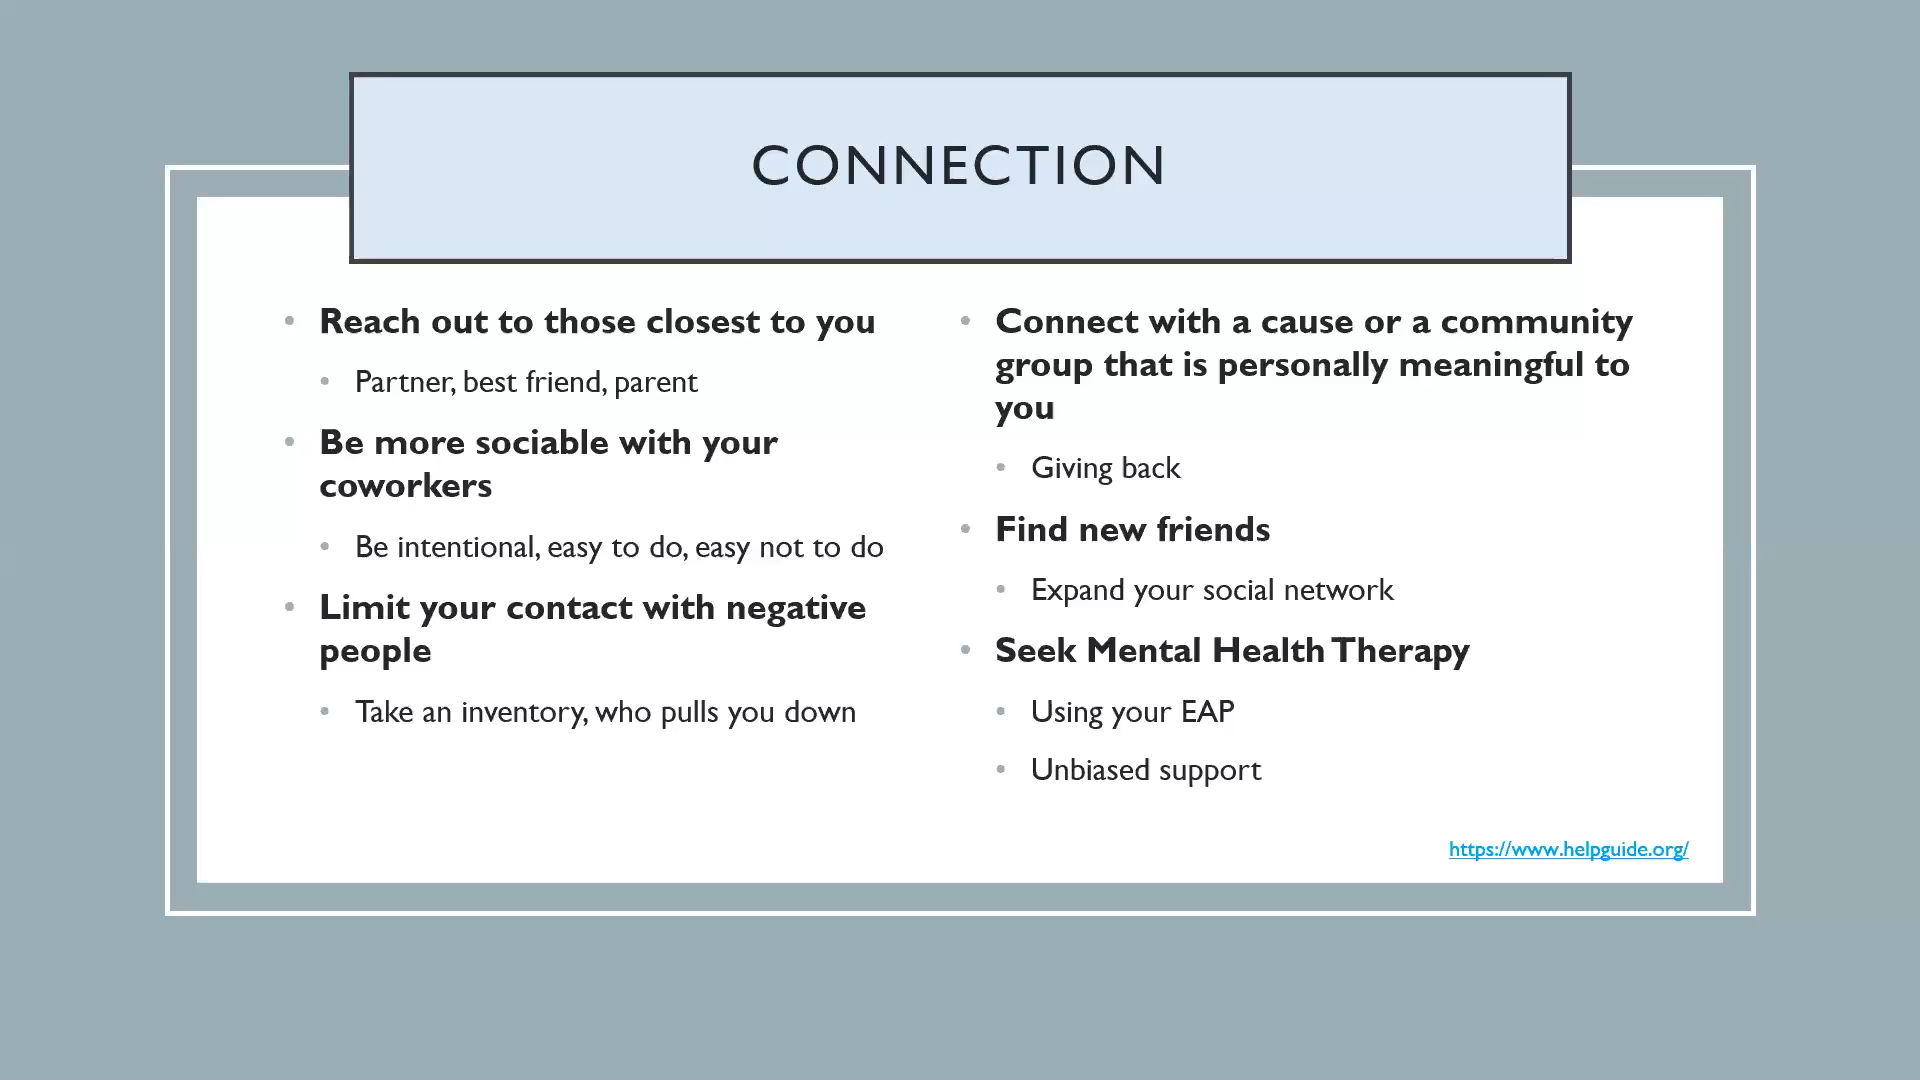 CONNECTION
• Reach out to those closest to you
• Partner, best friend, parent
• Be more sociable with your
coworkers
• Be intentional, easy to do, easy not to do
• Limit your contact with negative
people
• Take an inventory, who pulls you down
• Connect with a cause or a community
group that is personally meaningful to
you
• Giving back
• Find new friends
• Expand your social network
• Seek Mental Health Therapy
• Using your EAP
• Unbiased support
https://www.helpguide.org/